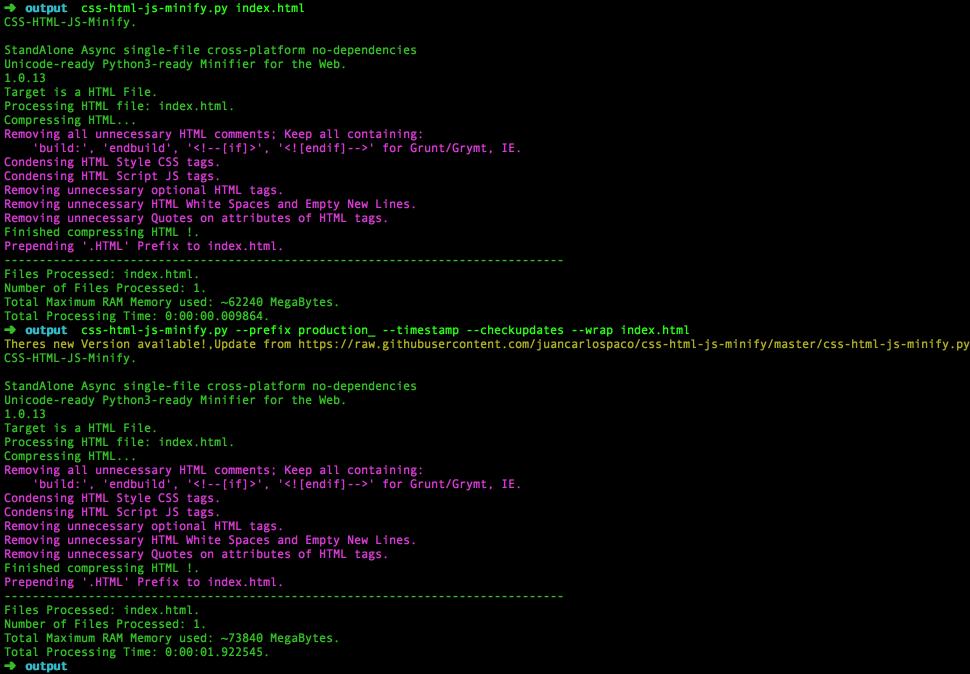 ➜ output css-html-js-minify.py index.html
CSS-HTML-JS-Minify.
StandAlone Async single-file cross-platform no-dependencies
Unicode-ready Python3-ready Minifier for the Web.
1.0.13
Target is a HTML File.
Processing HTML file: index.html.
Compressing HTML...
Removing all unnecessary HTML comments; Keep all containing:
    'build:', 'endbuild', '<!--[if]>', '<![endif]-->' for Grunt/Grymt, IE.
Condensing HTML Style CSS tags.
Condensing HTML Script JS tags.
Removing unnecessary optional HTML tags.
Removing unnecessary HTML White Spaces and Empty New Lines.
Removing unnecessary Quotes on attributes of HTML tags.
Finished compressing HTML !.
Prepending '.HTML' Prefix to index.html.
--------------------------------------------------------------------------------
Files Processed: index.html.
Number of Files Processed: 1.
Total Maximum RAM Memory used: ~62240 MegaBytes.
Total Processing Time: 0:00:00.009864.
➜ output css-html-js-minify.py --prefix production_ --timestamp --checkupdates --wrap index.html
Theres new Version available!,Update from https://raw.githubusercontent.com/juancarlospaco/css-html-js-minify/master/css-html-js-minify.py
CSS-HTML-JS-Minify.
StandAlone Async single-file cross-platform no-dependencies
Unicode-ready Python3-ready Minifier for the Web.
1.0.13
Target is a HTML File.
Processing HTML file: index.html.
Compressing HTML...
Removing all unnecessary HTML comments; Keep all containing:
    'build:', 'endbuild', '<!--[if]>', '<![endif]-->' for Grunt/Grymt, IE.
Condensing HTML Style CSS tags.
Condensing HTML Script JS tags.
Removing unnecessary optional HTML tags.
Removing unnecessary HTML White Spaces and Empty New Lines.
Removing unnecessary Quotes on attributes of HTML tags.
Finished compressing HTML !.
Prepending '.HTML' Prefix to index.html.
--------------------------------------------------------------------------------
Files Processed: index.html.
Number of Files Processed: 1.
Total Maximum RAM Memory used: ~73840 MegaBytes.
Total Processing Time: 0:00:01.922545.
➜ output